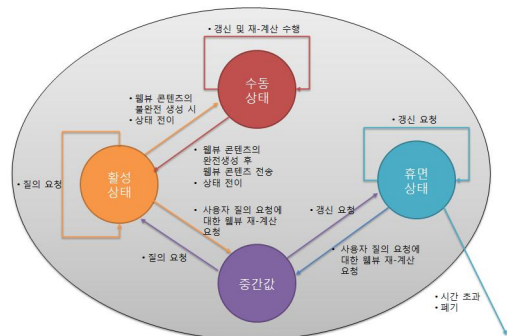 • 갱신 및 재-계산 수행
수동
상태
• 웹뷰 콘텐츠의
불완전 생성 시
• 상태 전이
• 갱신 요청
• 웹뷰 콘텐츠의
완전생성 후
웹뷰 콘텐츠 전송
• 상태 전이
• 질의 요청
활성
상태
휴면
상태
• 사용자 질의 요청에
대한 웹뷰 재-계산
요청
• 갱신 요청
• 질의 요청
• 사용자 질의 요청에
대한 웹뷰 재-계산
요청
중간값
• 시간 초과
• 폐기